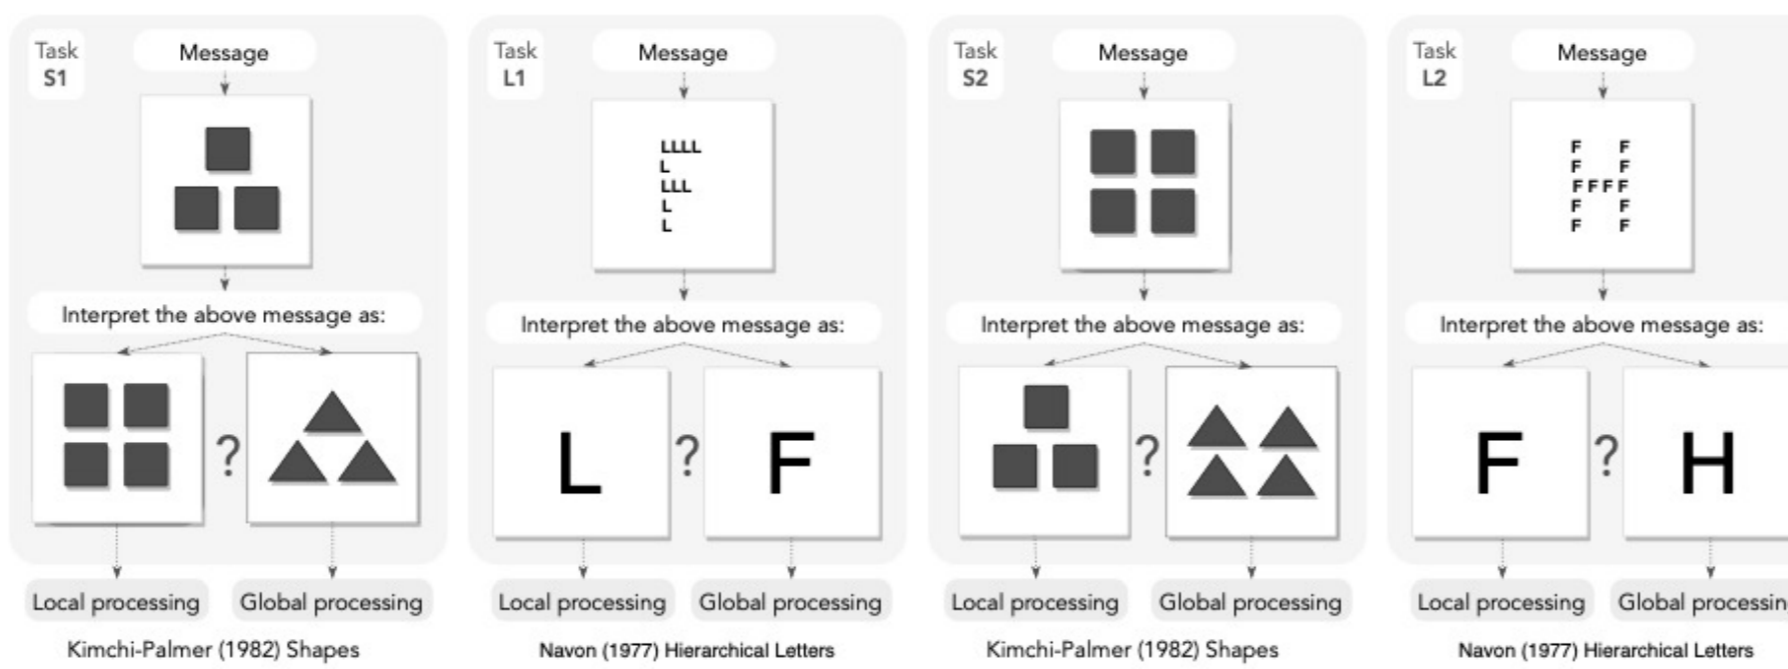 Task
S1
Message
Interpret the above message as:
?
Local processing
Global processing
Kimchi-Palmer (1982) Shapes
Task
L1
Message
LLLL
L
LLL
L
L
Interpret the above message as:
L ? F
Local processing
Global processing
Navon (1977) Hierarchical Letters
Task
S2
Message
Interpret the above message as:
?
Local processing
Global processing
Kimchi-Palmer (1982) Shapes
Task
L2
Message
F F
F F
F F F F
F F
F F
Interpret the above message as:
F ? H
Local processing
Global processin
Navon (1977) Hierarchical Letters